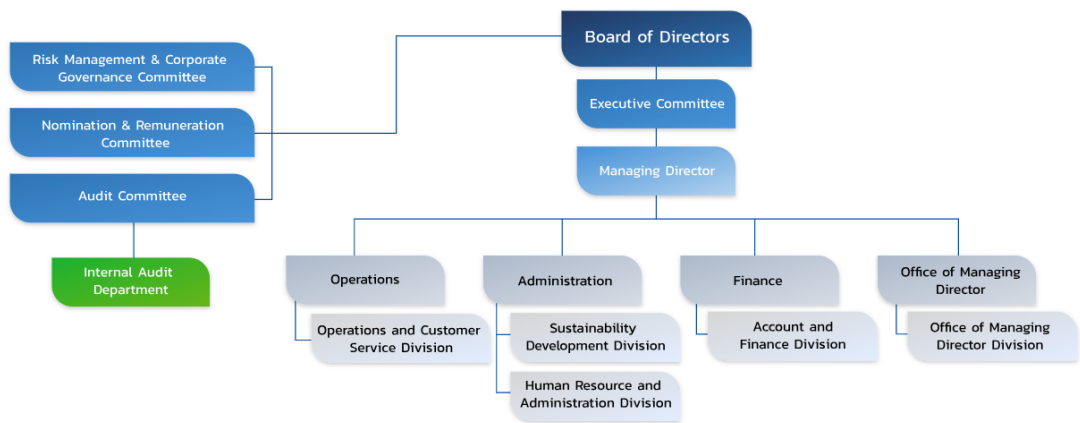 Board of Directors
Risk Management & Corporate
Governance Committee
Executive Committee
Nomination & Remuneration
Committee
Managing Director
Audit Committee
Internal Audit
Department
Operations
Administration
Finance
Office of Managing
Director
Operations and Customer
Service Division
Sustainability
Development Division
Account and
Finance Division
Office of Managing
Director Division
Human Resource and
Administration Division